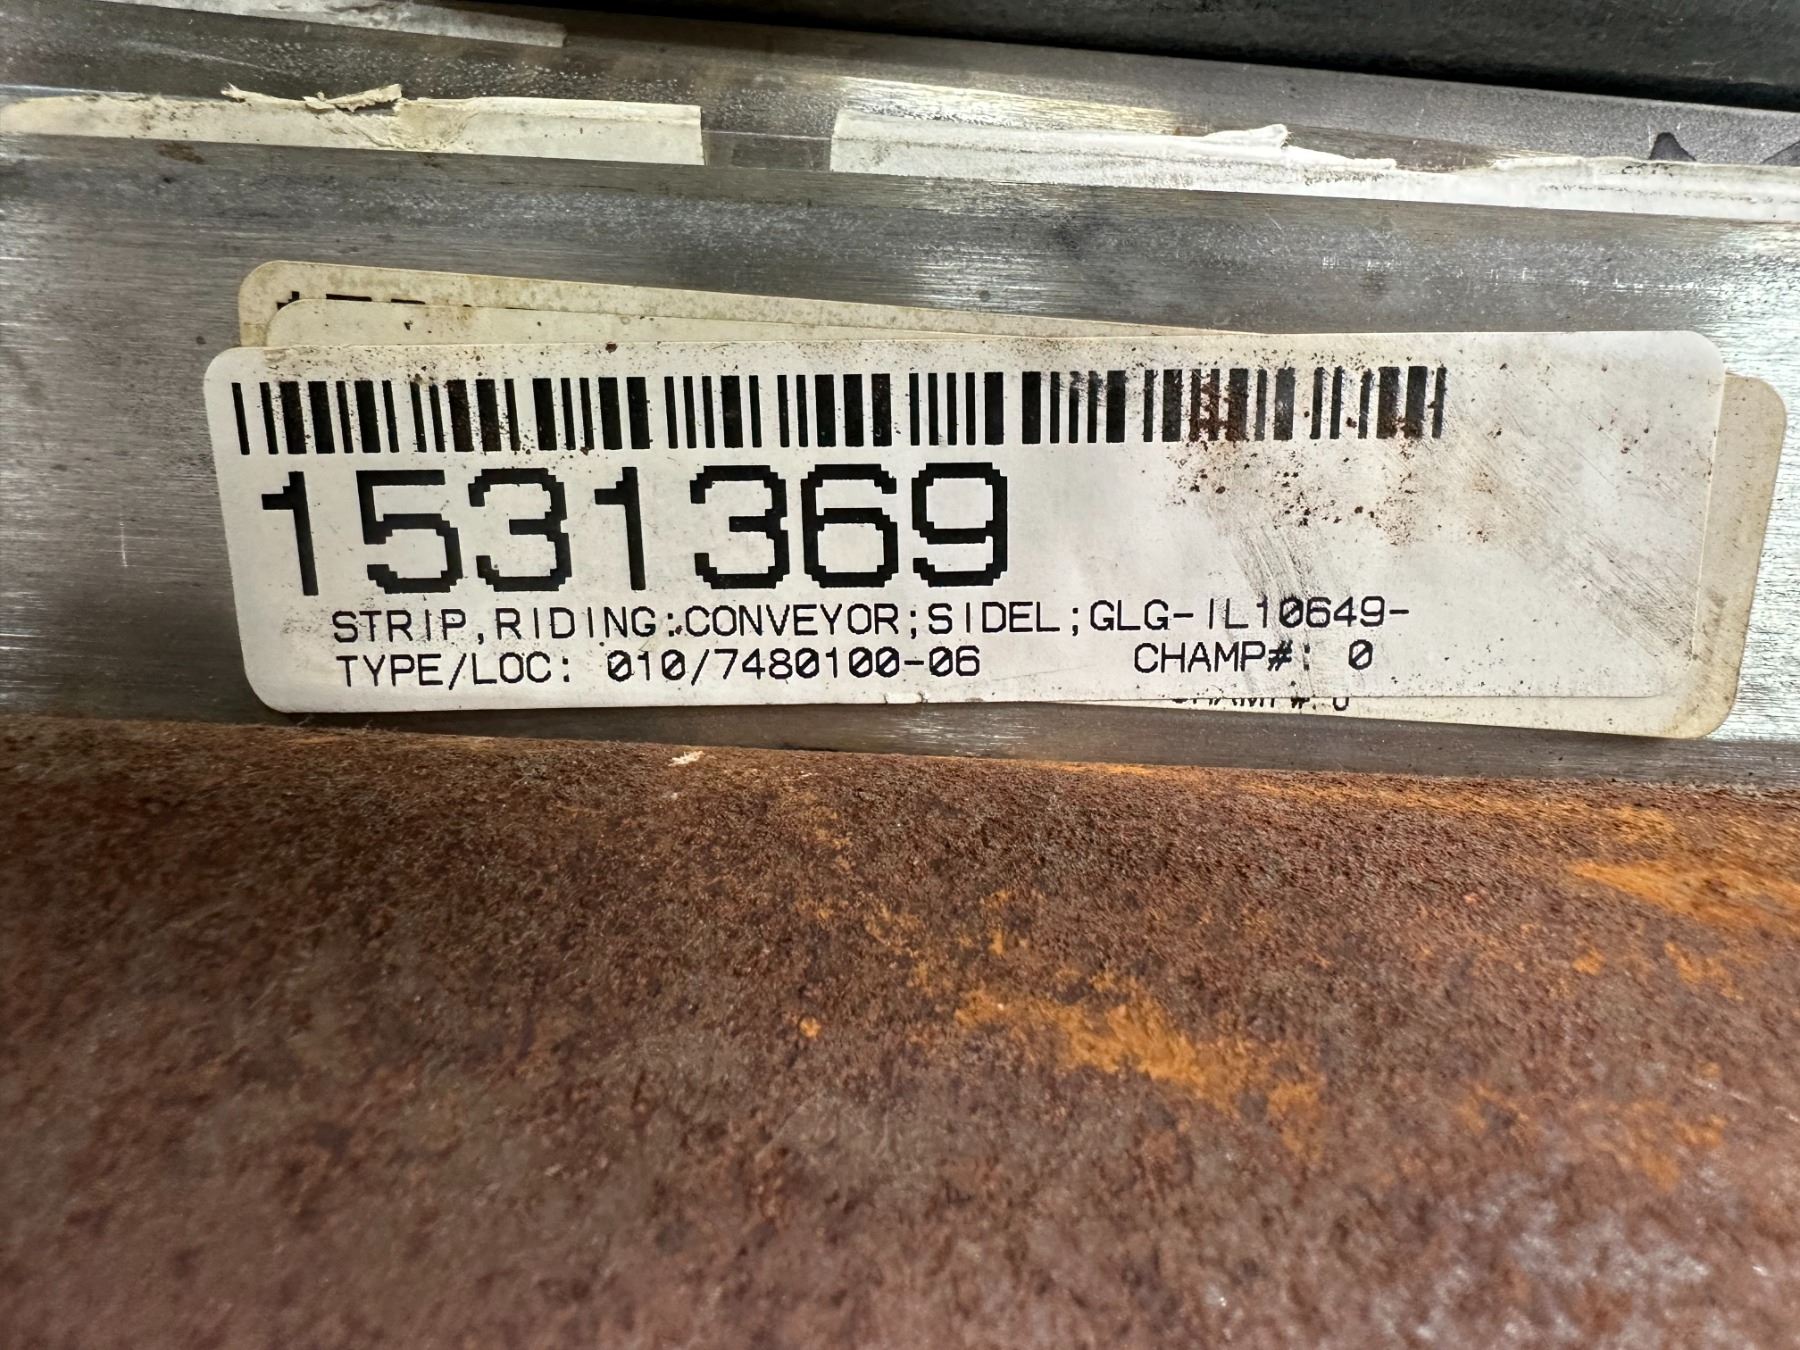 1531369
STRIP,RIDING:CONVEYOR;SIDEL;GLG-IL10649-
TYPE/LOC: 010/7480100-06 CHAMP#: 0